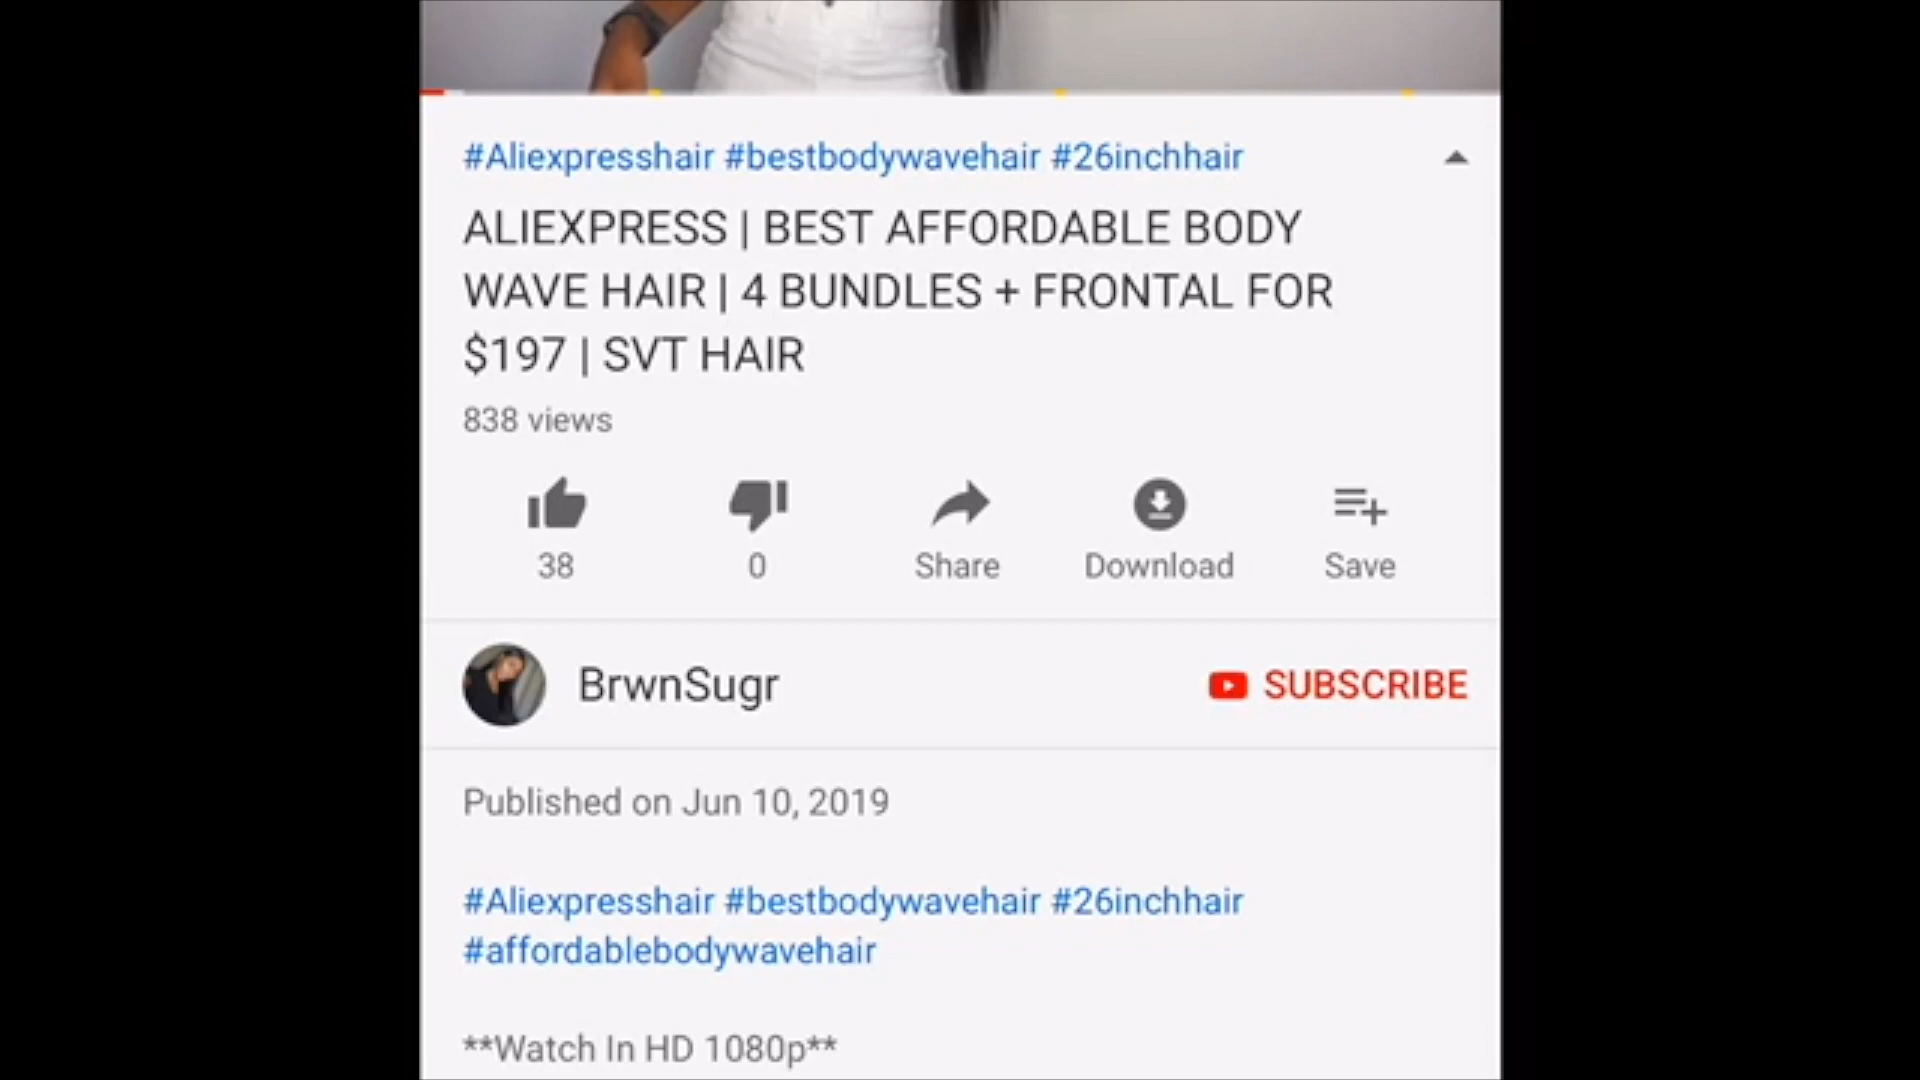 #Aliexpresshair #bestbodywavehair #26inchhair
ALIEXPRESS | BEST AFFORDABLE BODY
WAVE HAIR | 4 BUNDLES + FRONTAL FOR
$197 | SVT HAIR
838 views
38 0 Share Download Save
BrwnSugr SUBSCRIBE
Published on Jun 10, 2019
#Aliexpresshair #bestbodywavehair #26inchhair
#affordablebodywavehair
**Watch In HD 1080p**